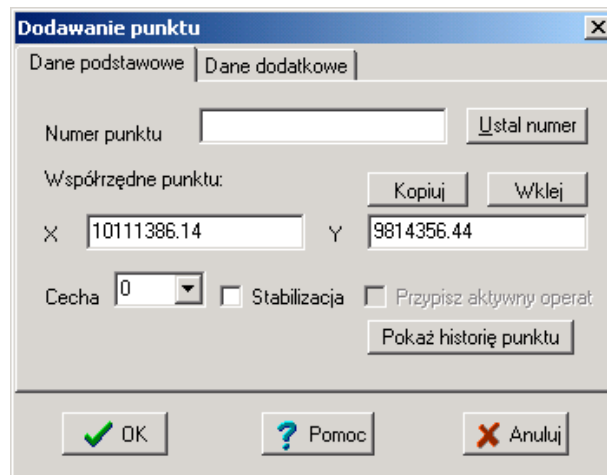 Dodawanie punktu
Dane podstawowe Dane dodatkowe
Numer punktu Ustal numer
Współrzędne punktu: Kopiuj Wklej
X 10111386.14 Y 9814356.44
Cecha 0 Stabilizacja Przypisz aktywny operat
Pokaż historię punktu
OK Pomoc Anuluj